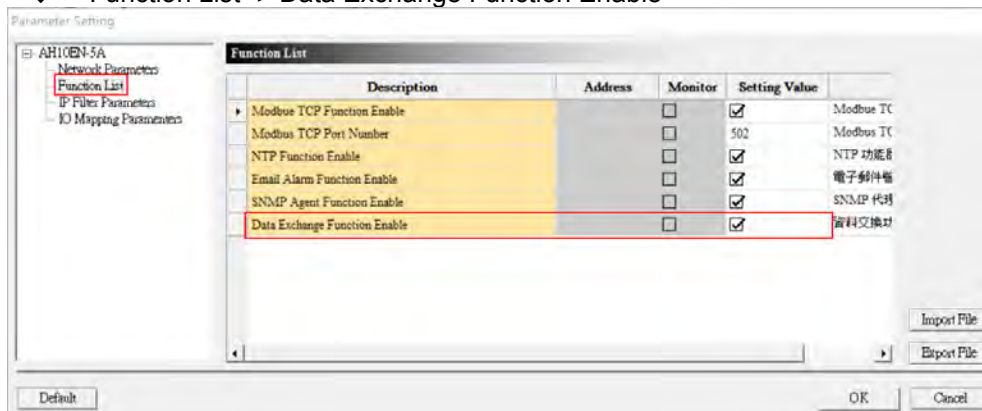 Function List -> Data Exchange Function Enable
Parameter Setting
AH10EN-5A
Network Parameters
Function List
IP Filter Parameters
IO Mapping Paramenters
Function List
Description Address Monitor Setting Value
Modbue TCP Function Enable Modbue TC
Modbus TCP Port Number 502 Modbus TC
NTP Function Enable NTP 功能
Email Alarm Function Enable 電子郵件
SNMP Agent Function Enable SNMP 代理
Data Exchange Function Enable 資料交換功
Import File
Export File
Default OK Cancel